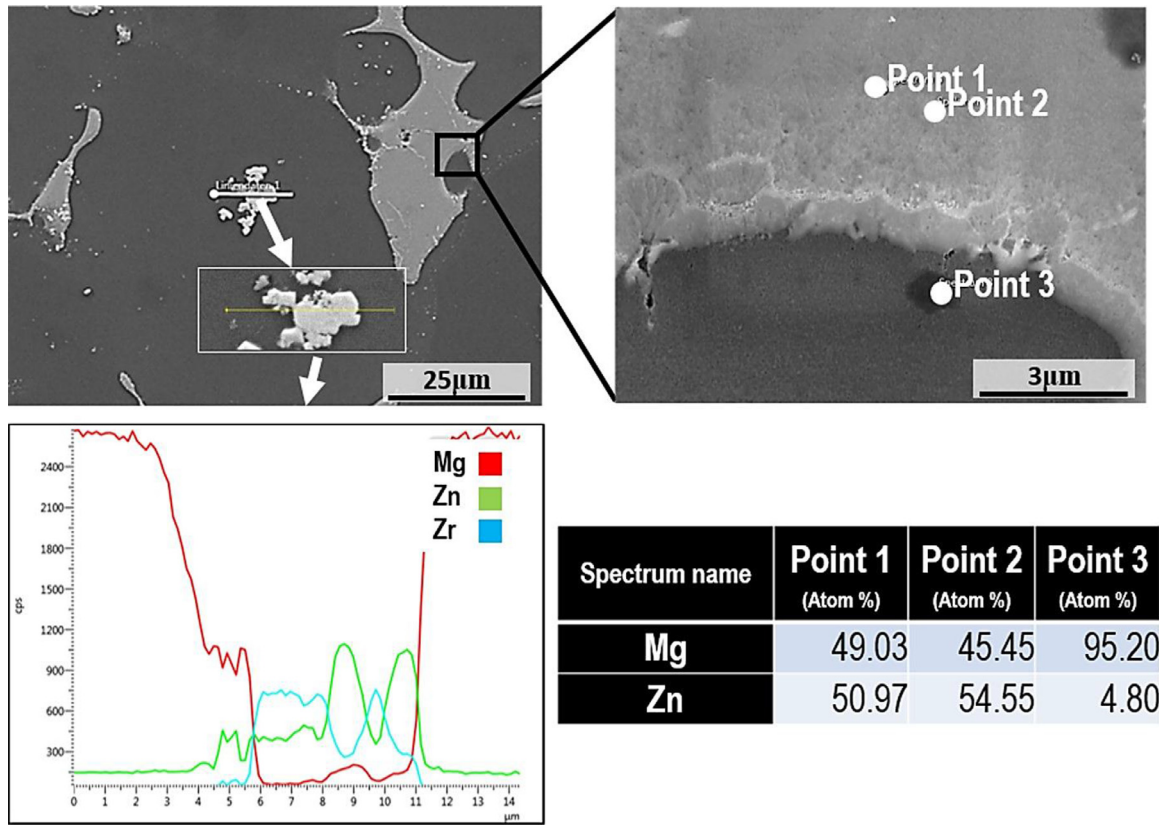 Liniendaten 1
25µm
Point 1
Point 2
Point 3
3µm
Mg
Zn
Zr
2400
2100
1800
1500
1200
900
600
300
cps
0 1 2 3 4 5 6 7 8 9 10 11 12 13 14
µm
Spectrum name Point 1 (Atom %) Point 2 (Atom %) Point 3 (Atom %)
Mg 49.03 45.45 95.20
Zn 50.97 54.55 4.80